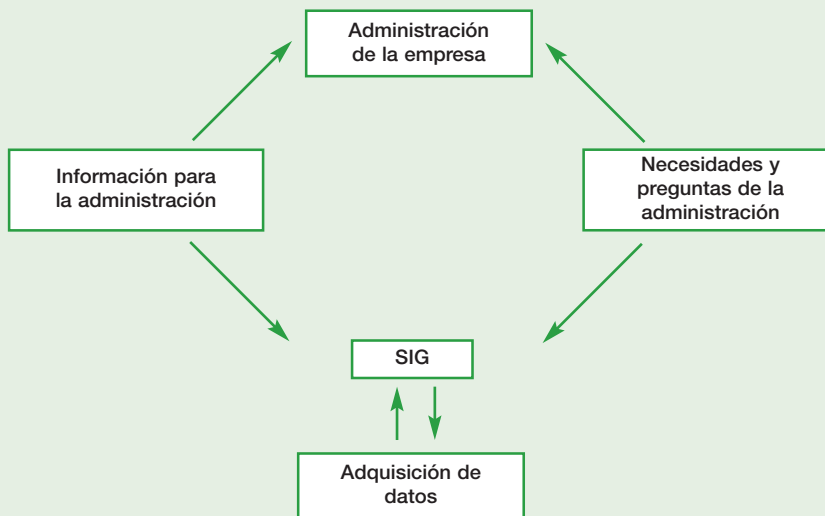 Administración
de la empresa
Información para
la administración
Necesidades y
preguntas de la
administración
SIG
Adquisición de
datos